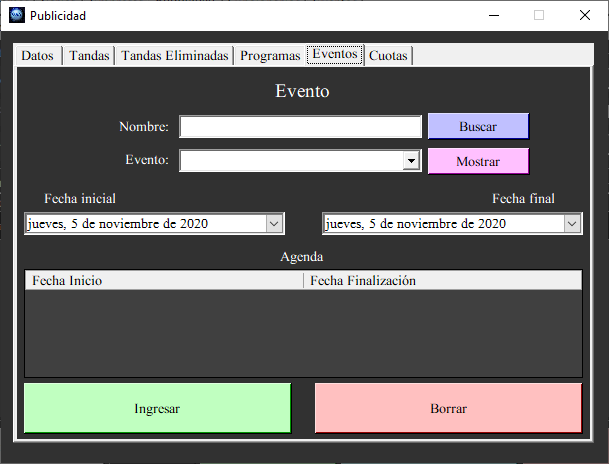 Publicidad
Datos Tandas Tandas Eliminadas Programas Eventos Cuotas
Evento
Nombre: Buscar
Evento: Mostrar
Fecha inicial Fecha final
jueves, 5 de noviembre de 2020 jueves, 5 de noviembre de 2020
Agenda
Fecha Inicio Fecha Finalización
Ingresar Borrar